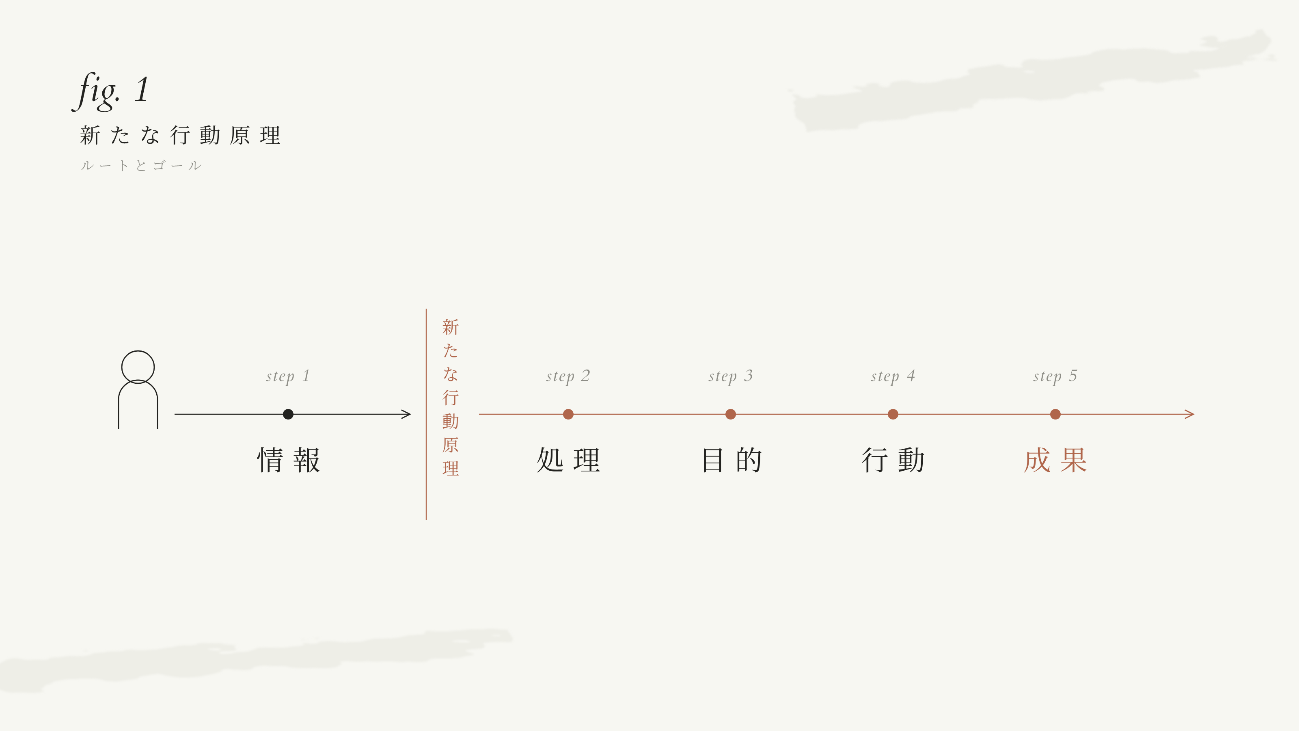 fig. 1
新たな行動原理
ルートとゴール
step 1
情報
新たな行動原理
step 2
処理
step 3
目的
step 4
行動
step 5
成果